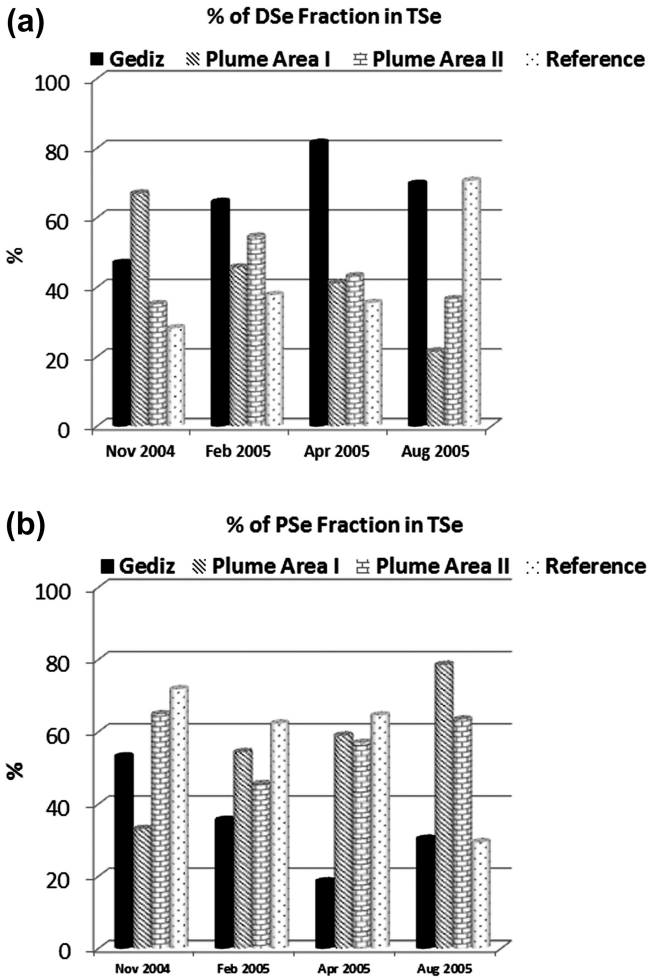 (a)
% of DSe Fraction in TSe
Gediz Plume Area I Plume Area II Reference
100
80
60
%
40
20
0
Nov 2004 Feb 2005 Apr 2005 Aug 2005
(b)
% of PSe Fraction in TSe
Gediz Plume Area I Plume Area II Reference
100
80
60
%
40
20
0
Nov 2004 Feb 2005 Apr 2005 Aug 2005